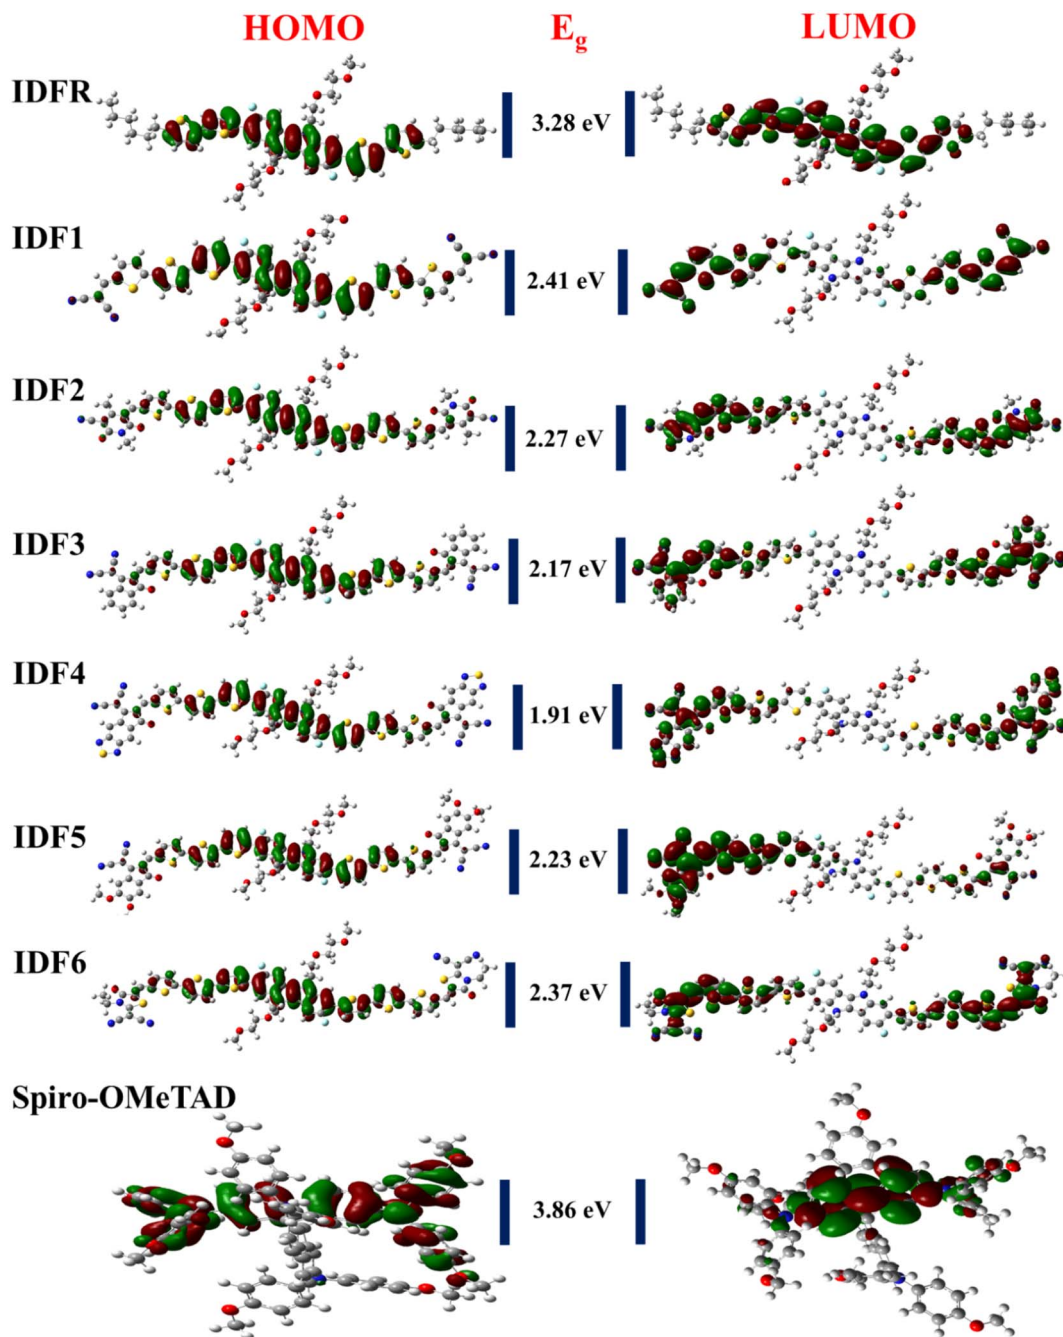 HOMO E_g LUMO
IDFR 3.28 eV
IDF1 2.41 eV
IDF2 2.27 eV
IDF3 2.17 eV
IDF4 1.91 eV
IDF5 2.23 eV
IDF6 2.37 eV
Spiro-OMeTAD
3.86 eV